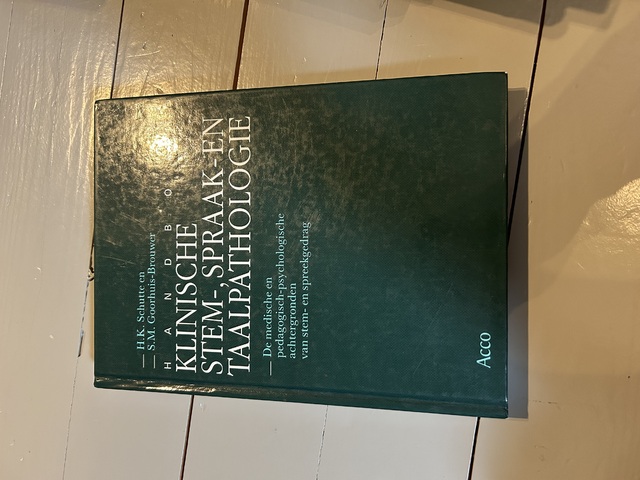 H.K. Schutte en
S.M. Goorhuis-Brouwer
H A N D B O
KLINISCHE
STEM-, SPRAAK- EN
TAALPATHOLOGIE
De medische en
pedagogisch-psychologische
achtergronden
van stem- en spreekgedrag
Acco